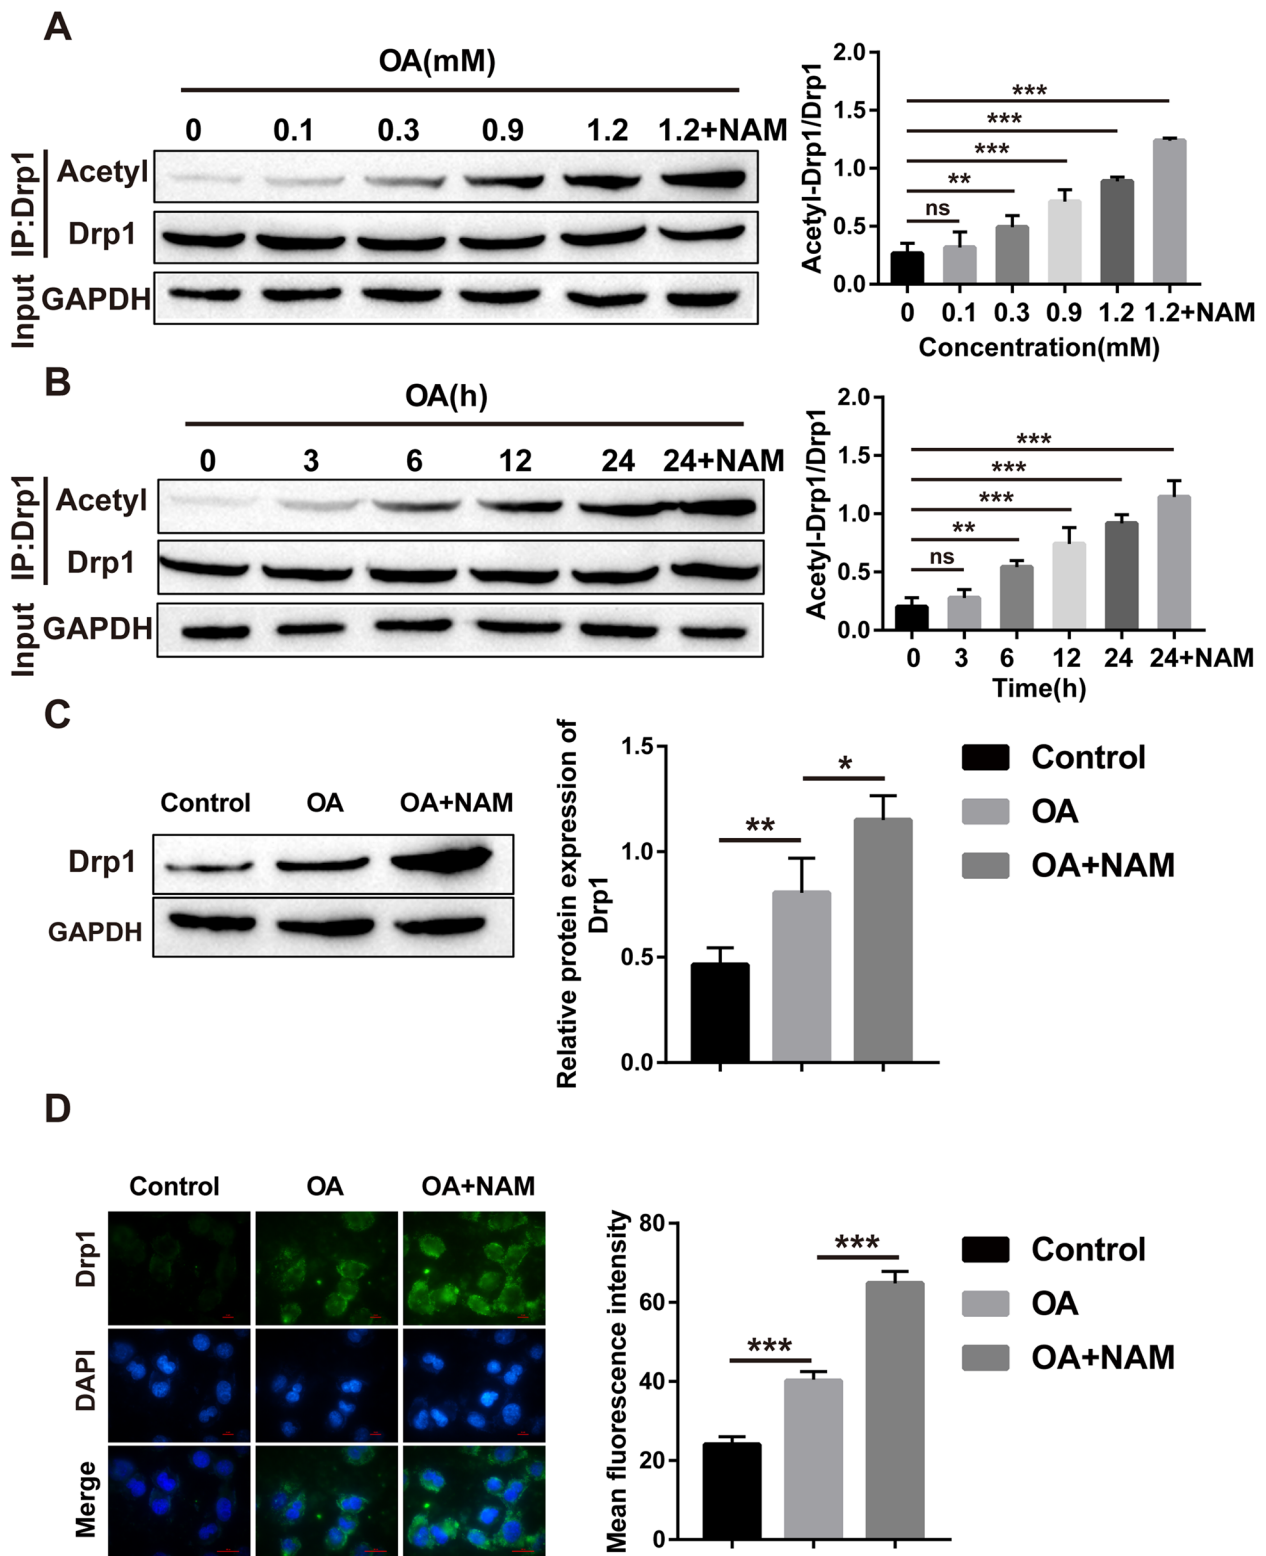 A
OA(mM)
0 0.1 0.3 0.9 1.2 1.2+NAM
IP:Drp1
Acetyl
Drp1
Input
GAPDH
Acetyl-Drp1/Drp1
2.0
1.5
1.0
0.5
0.0
***
***
***
**
ns
0 0.1 0.3 0.9 1.2 1.2+NAM
Concentration(mM)
B
OA(h)
0 3 6 12 24 24+NAM
IP:Drp1
Acetyl
Drp1
Input
GAPDH
Acetyl-Drp1/Drp1
2.0
1.5
1.0
0.5
0.0
***
***
***
**
ns
0 3 6 12 24 24+NAM
Time(h)
C
Control OA OA+NAM
Drp1
GAPDH
Relative protein expression of
Drp1
1.5
1.0
0.5
0.0
**
*
Control
OA
OA+NAM
D
Control OA OA+NAM
Drp1
DAPI
Merge
Mean fluorescence intensity
80
60
40
20
0
***
***
Control
OA
OA+NAM